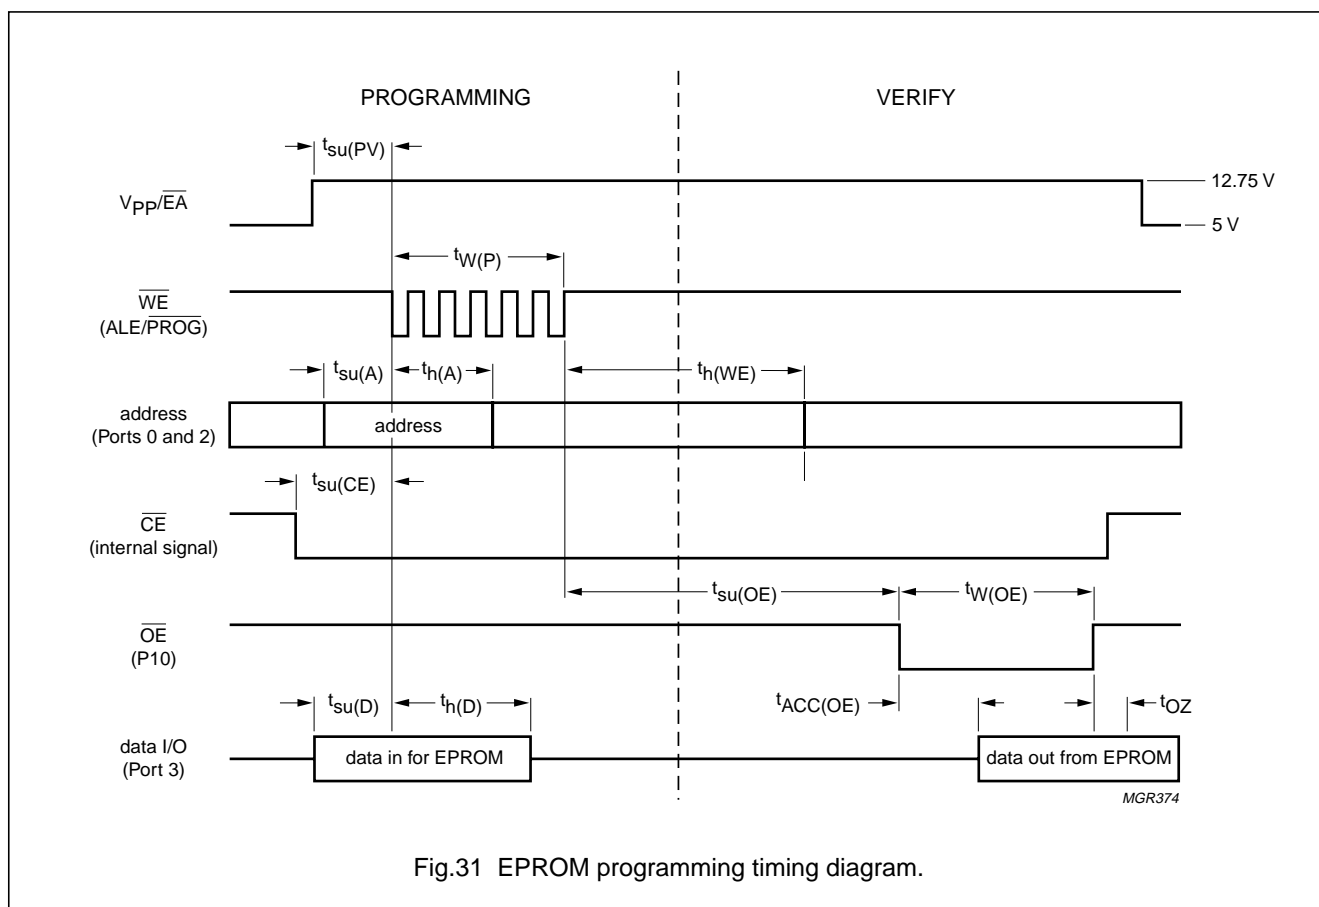 PROGRAMMING
VERIFY
tsu(PV)
VPP/EA
12.75 V
5 V
tW(P)
WE
(ALE/PROG)
tsu(A)
th(A)
th(WE)
address
(Ports 0 and 2)
address
tsu(CE)
CE
(internal signal)
tsu(OE)
tW(OE)
OE
(P10)
tsu(D)
th(D)
tACC(OE)
tOZ
data I/O
(Port 3)
data in for EPROM
data out from EPROM
MGR374
Fig.31 EPROM programming timing diagram.